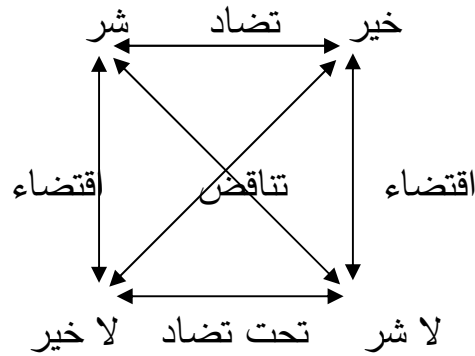 خير تضاد شر
اقتضاء تناقض اقتضاء
لا شر تحت تضاد لا خير